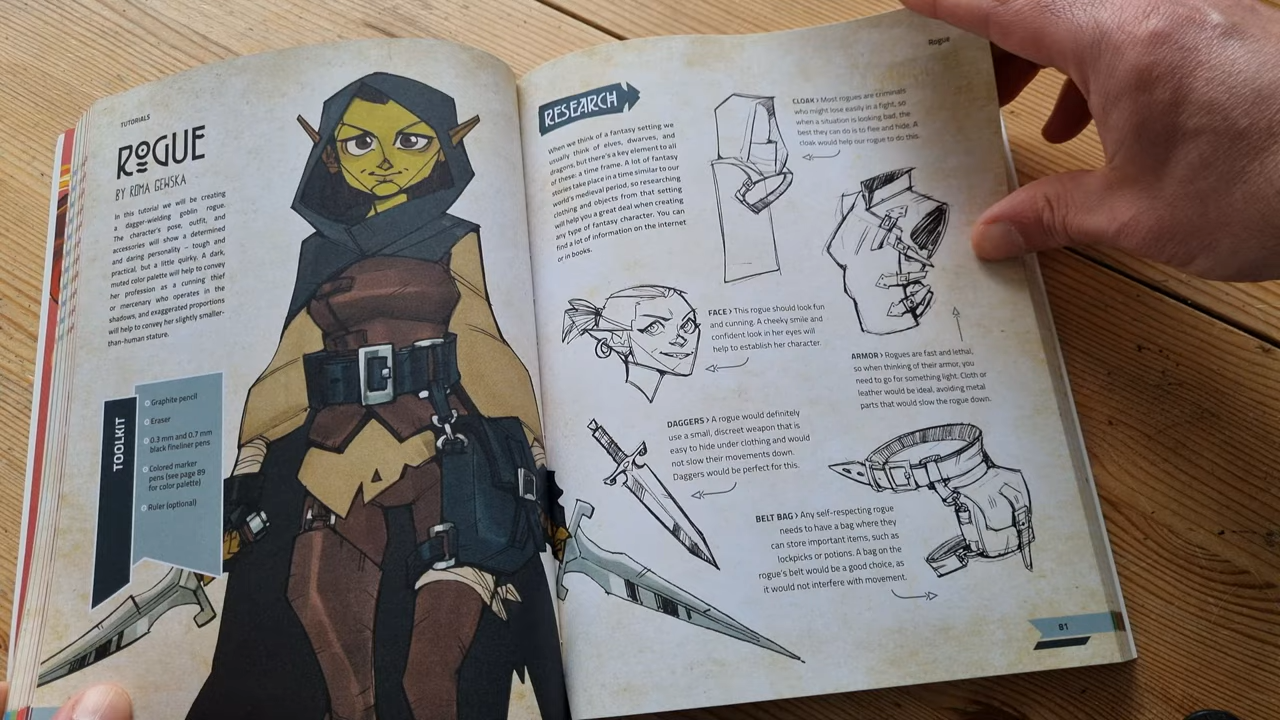 TUTORIALS
ROGUE
BY ROMA GEWSKA
In this tutorial we will be creating
a dagger-wielding goblin rogue.
The character's pose, outfit, and
accessories will show a determined
and daring personality – tough and
practical, but a little quirky. A dark,
muted color palette will help to convey
her profession as a cunning thief
or mercenary who operates in the
shadows, and exaggerated proportions
will help to convey her slightly smaller-
than-human stature.
TOOLKIT
Graphite pencil
Eraser
0.3 mm and 0.7 mm
black fineliner pens
Colored marker
pens (see page 89
for color palette)
Ruler (optional)
Rogue
RESEARCH
When we think of a fantasy setting we
usually think of elves, dwarves, and
dragons, but there's a key element to all
of these: a time frame. A lot of fantasy
stories take place in a time similar to our
world's medieval period, so researching
clothing and objects from that setting
will help you a great deal when creating
any type of fantasy character. You can
find a lot of information on the internet
or in books.
CLOAK › Most rogues are criminals
who might lose easily in a fight, so
when a situation is looking bad, the
best they can do is to flee and hide. A
cloak would help our rogue to do this.
FACE › This rogue should look fun
and cunning. A cheeky smile and
confident look in her eyes will
help to establish her character.
ARMOR › Rogues are fast and lethal,
so when thinking of their armor, you
need to go for something light. Cloth or
leather would be ideal, avoiding metal
parts that would slow the rogue down.
DAGGERS › A rogue would definitely
use a small, discreet weapon that is
easy to hide under clothing and would
not slow their movements down.
Daggers would be perfect for this.
BELT BAG › Any self-respecting rogue
needs to have a bag where they
can store important items, such as
lockpicks or potions. A bag on the
rogue's belt would be a good choice, as
it would not interfere with movement.
81